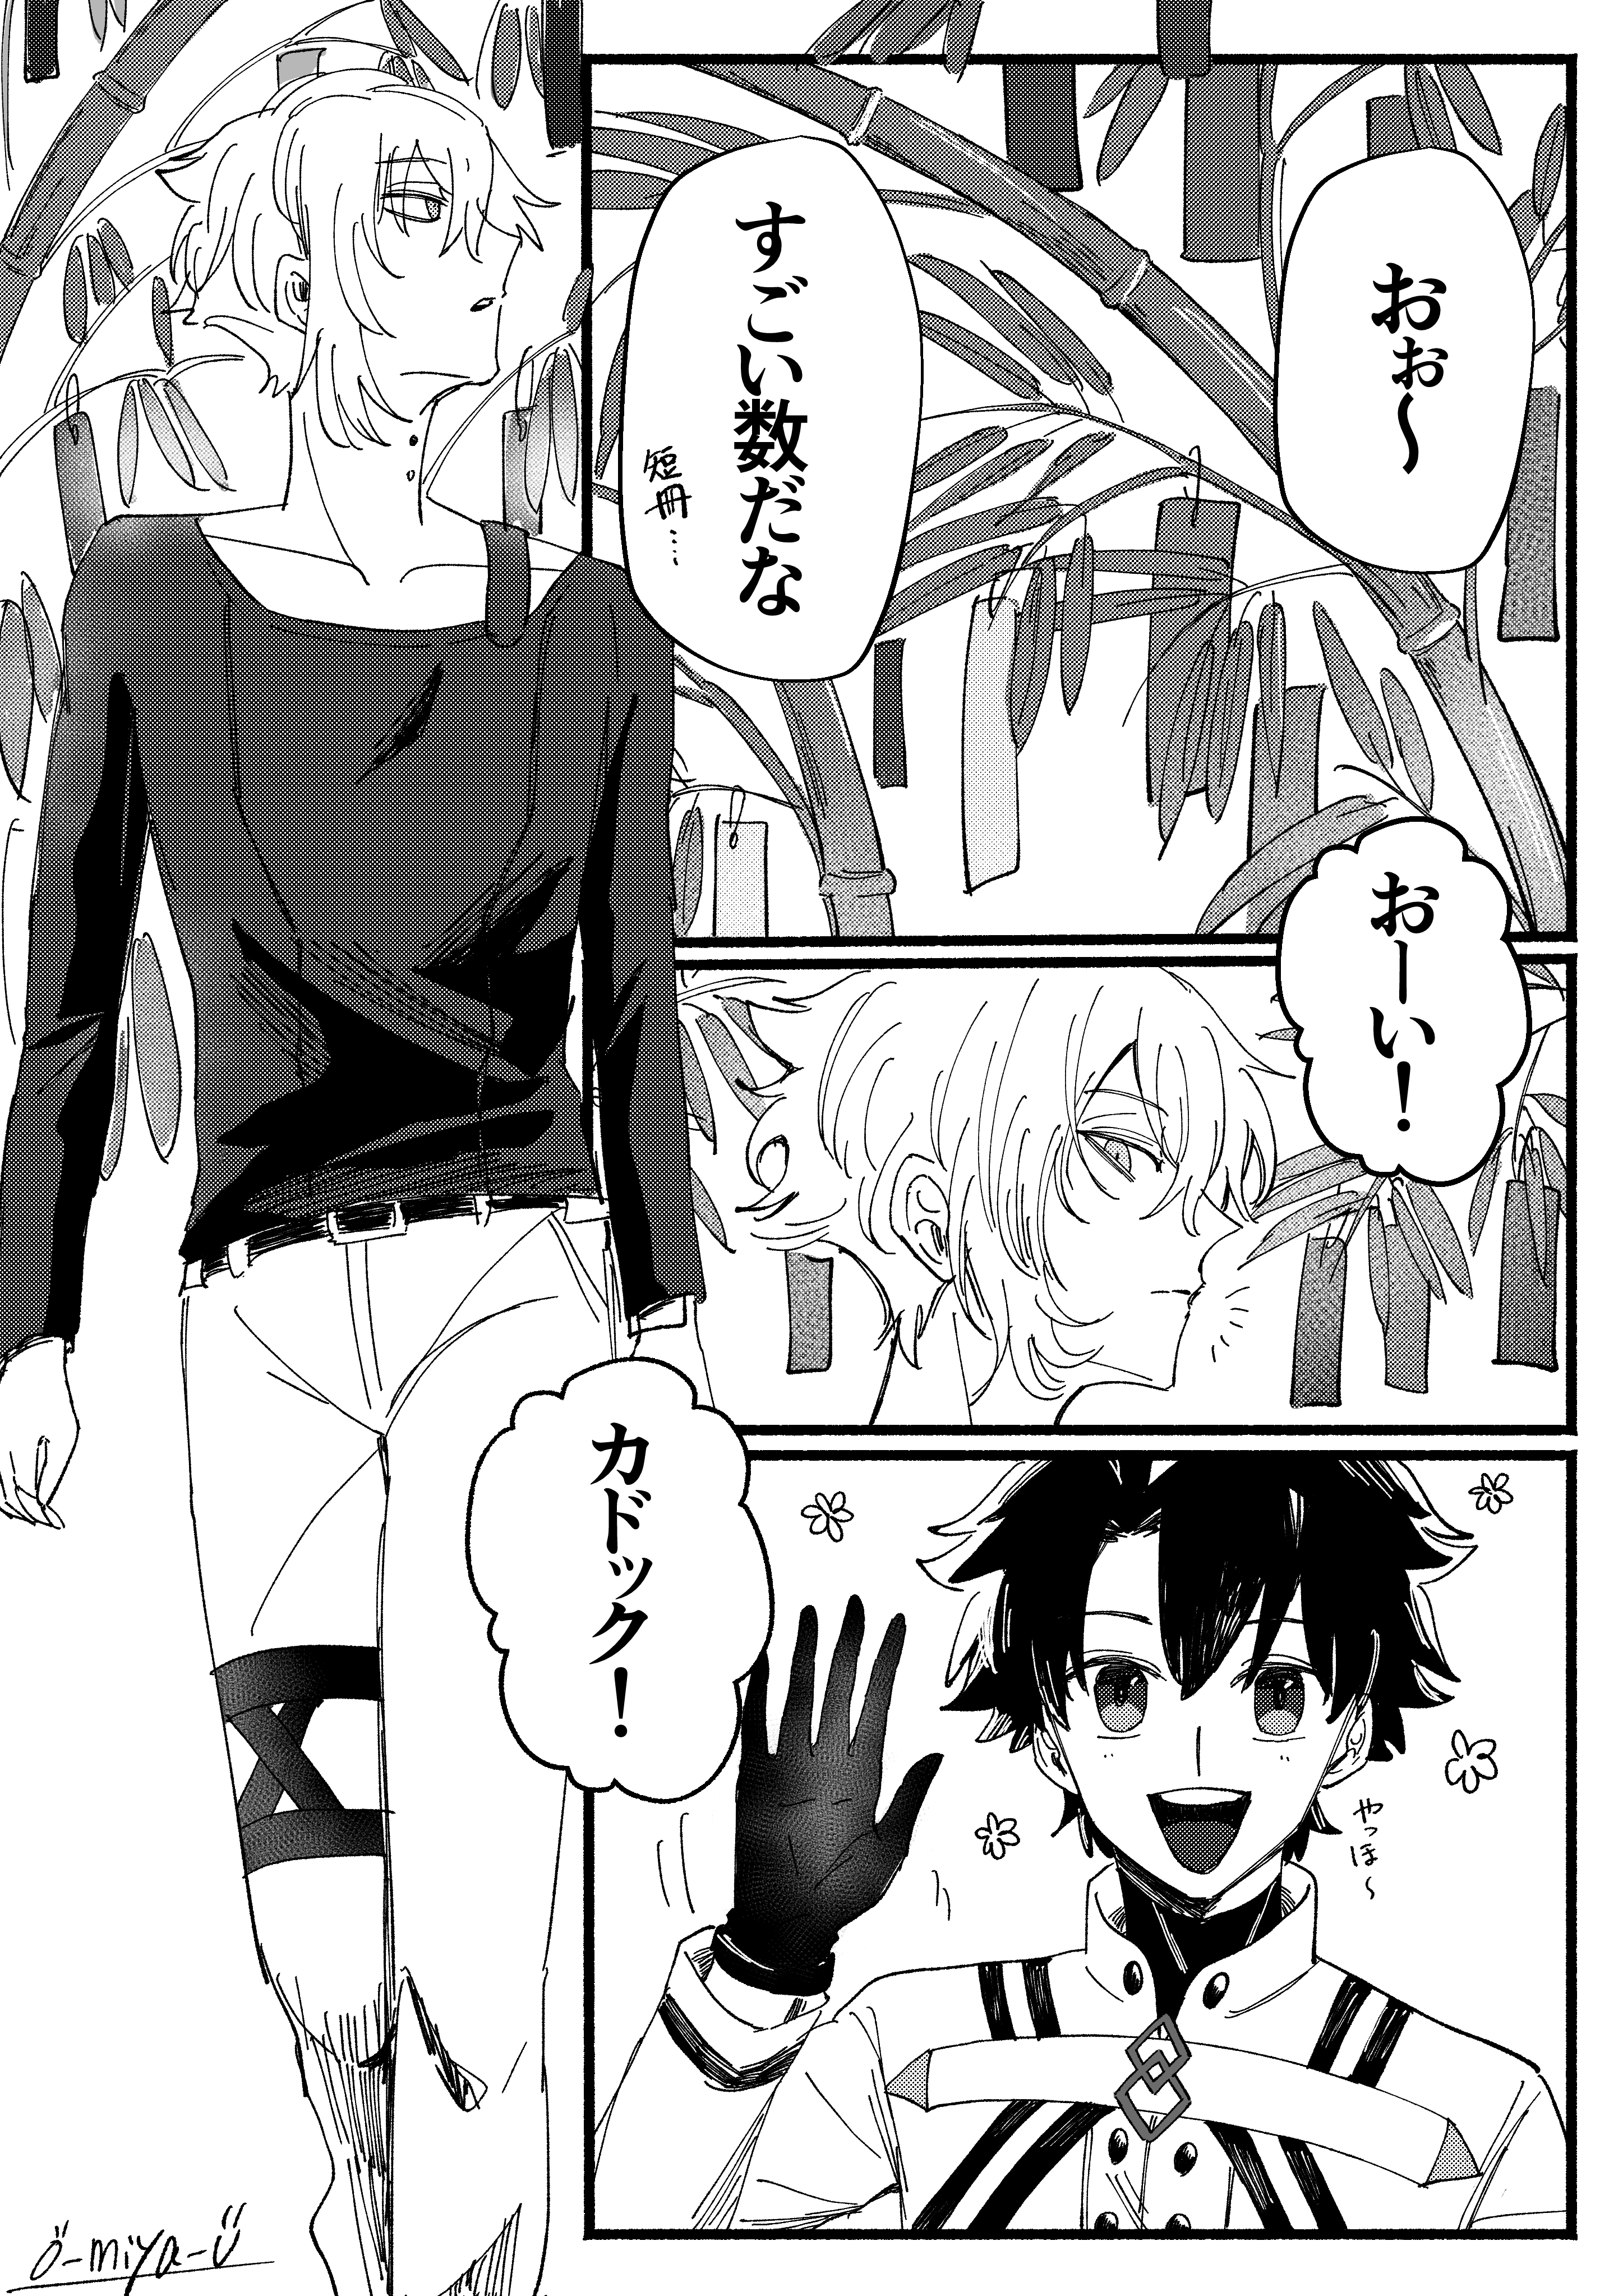 おぉ〜
すごい数だな
短冊…
おーい！
カドック！
やっほ〜
ö-miya-ü